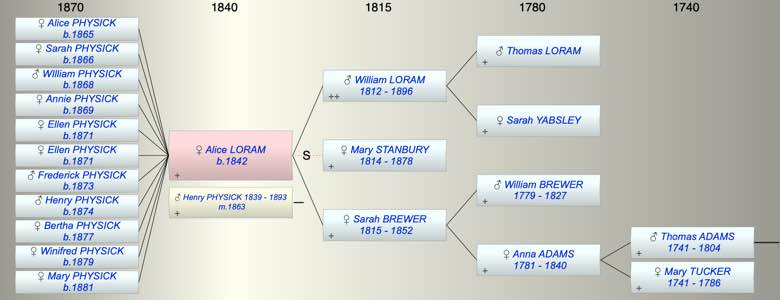 1870 1840 1815 1780 1740
♀ Alice PHYSICK
b.1865
♀ Sarah PHYSICK
b.1866
♂ William PHYSICK
b.1868
♀ Annie PHYSICK
b.1869
♀ Ellen PHYSICK
b.1871
♀ Ellen PHYSICK
b.1871
♂ Frederick PHYSICK
b.1873
♂ Henry PHYSICK
b.1874
♀ Bertha PHYSICK
b.1877
♀ Winifred PHYSICK
b.1879
♀ Mary PHYSICK
b.1881
♀ Alice LORAM
b.1842
+
♂ Henry PHYSICK 1839 - 1893
m.1863
+
S
♂ William LORAM
1812 - 1896
++
♀ Mary STANBURY
1814 - 1878
♀ Sarah BREWER
1815 - 1852
+
♂ Thomas LORAM
+
♀ Sarah YABSLEY
+
♂ William BREWER
1779 - 1827
+
♀ Anna ADAMS
1781 - 1840
+
♂ Thomas ADAMS
1741 - 1804
+
♀ Mary TUCKER
1741 - 1786
+